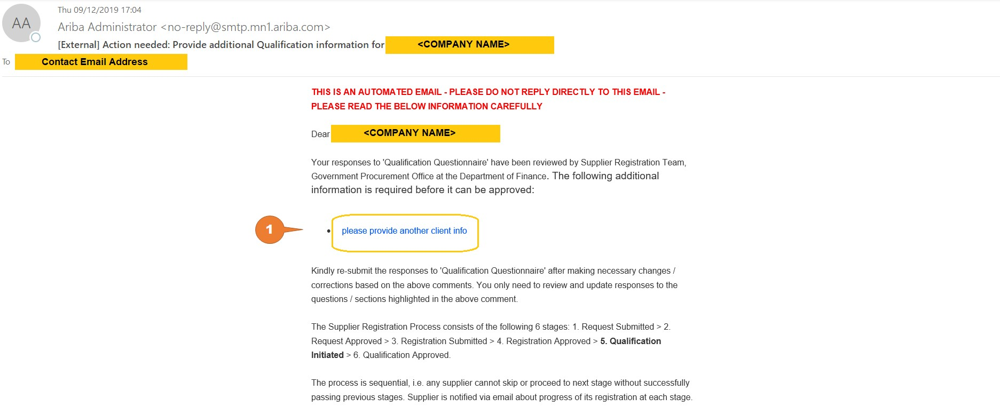 AA
Thu 09/12/2019 17:04
Ariba Administrator <no-reply@smtp.mn1.ariba.com>
[External] Action needed: Provide additional Qualification information for <COMPANY NAME>
To Contact Email Address
THIS IS AN AUTOMATED EMAIL - PLEASE DO NOT REPLY DIRECTLY TO THIS EMAIL -
PLEASE READ THE BELOW INFORMATION CAREFULLY
Dear <COMPANY NAME>
Your responses to 'Qualification Questionnaire' have been reviewed by Supplier Registration Team,
Government Procurement Office at the Department of Finance. The following additional
information is required before it can be approved:
1
• please provide another client info
Kindly re-submit the responses to 'Qualification Questionnaire' after making necessary changes /
corrections based on the above comments. You only need to review and update responses to the
questions / sections highlighted in the above comment.
The Supplier Registration Process consists of the following 6 stages: 1. Request Submitted > 2.
Request Approved > 3. Registration Submitted > 4. Registration Approved > 5. Qualification
Initiated > 6. Qualification Approved.
The process is sequential, i.e. any supplier cannot skip or proceed to next stage without successfully
passing previous stages. Supplier is notified via email about progress of its registration at each stage.